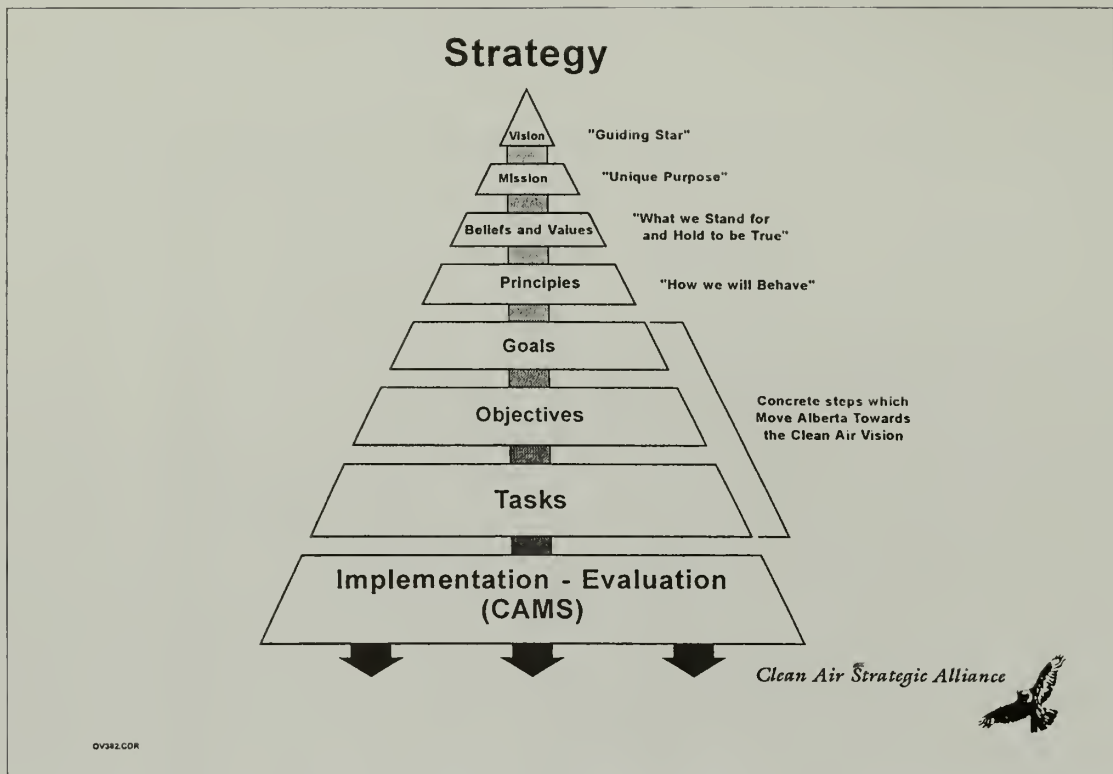 Strategy
Vision "Guiding Star"
Mission "Unique Purpose"
Beliefs and Values "What we Stand for
and Hold to be True"
Principles "How we will Behave"
Goals
Objectives
Concrete steps which
Move Alberta Towards
the Clean Air Vision
Tasks
Implementation - Evaluation
(CAMS)
Clean Air Strategic Alliance
OV382.CDR